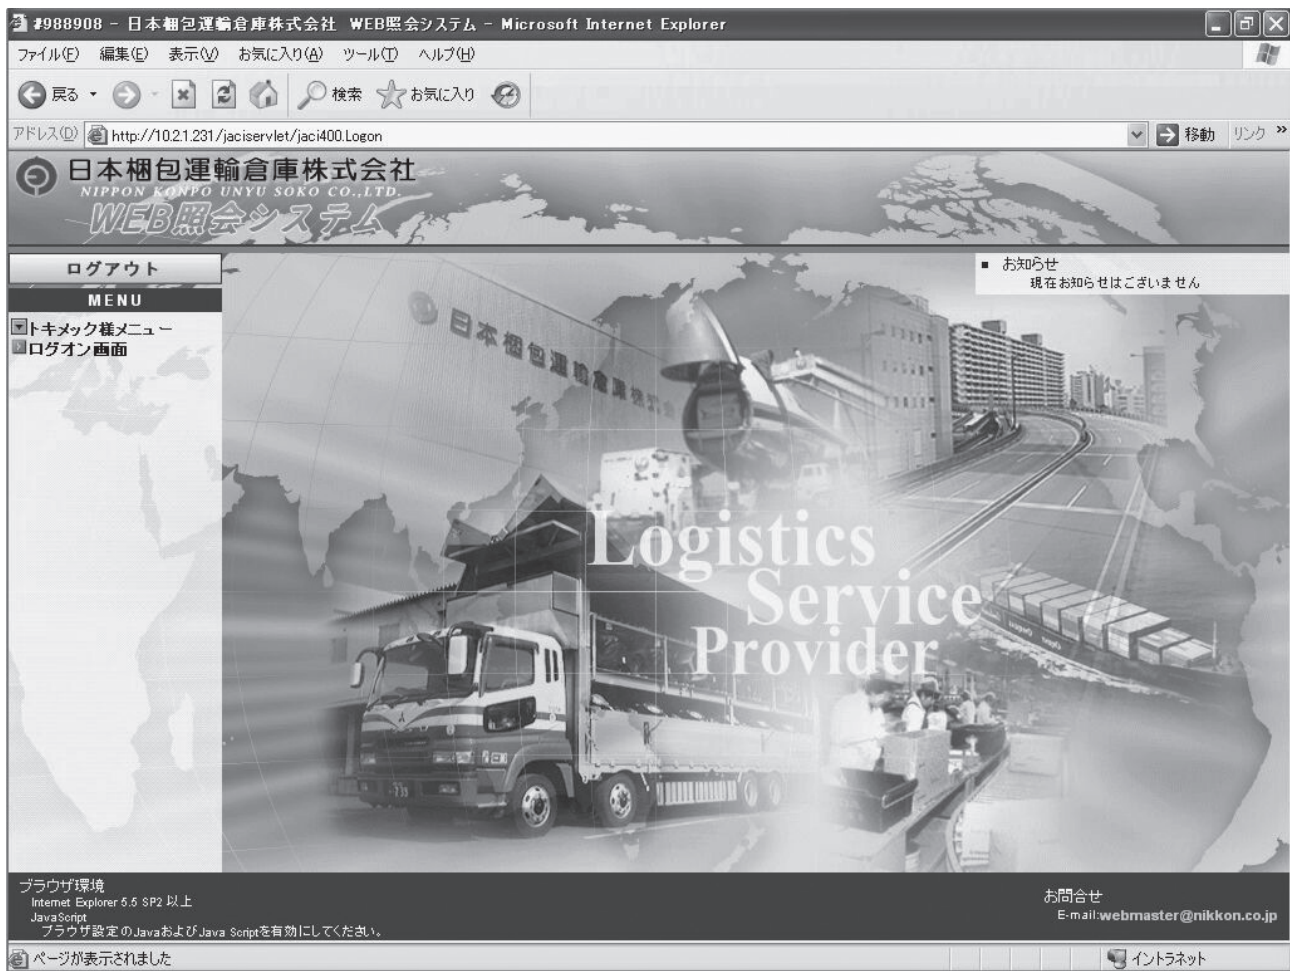 #988908 - 日本梱包運輸倉庫株式会社 WEB照会システム - Microsoft Internet Explorer
ファイル(F) 編集(E) 表示(V) お気に入り(A) ツール(T) ヘルプ(H)
戻る 検索 お気に入り
アドレス(D) http://10.2.1.231/jaciservlet/jaci400.Logon 移動 リンク »
日本梱包運輸倉庫株式会社
NIPPON KONPO UNYU SOKO CO.,LTD.
WEB照会システム
ログアウト
MENU
トキメック様メニュー
ログオン画面
■ お知らせ
現在お知らせはございません
日本梱包運輸倉庫株式会社
Logistics
Service
Provider
ブラウザ環境
Internet Explorer 5.5 SP2 以上
JavaScript
ブラウザ設定のJavaおよびJava Scriptを有効にしてください。
お問合せ
E-mail:webmaster@nikkon.co.jp
ページが表示されました イントラネット